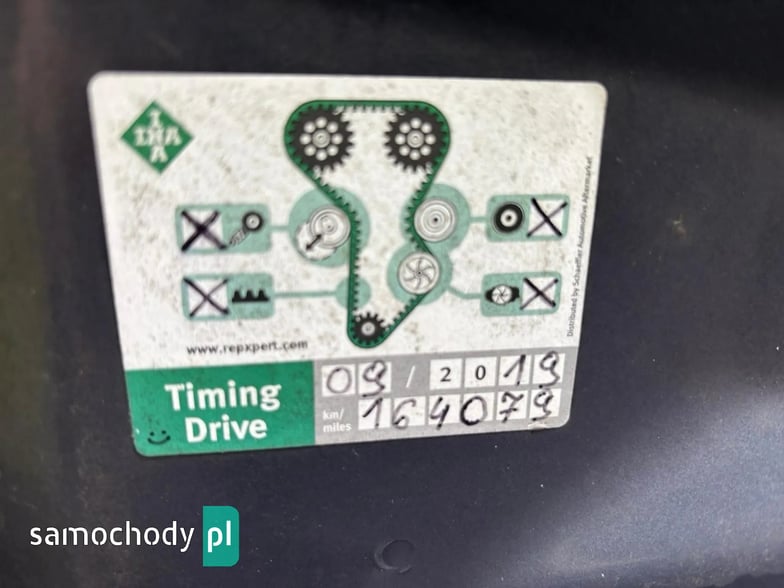 INA
X
X
X
X
Distributed by Schaeffler Automotive Aftermarket
www.repxpert.com
Timing
Drive
09 / 2019
km/
miles
164079
samochody pl